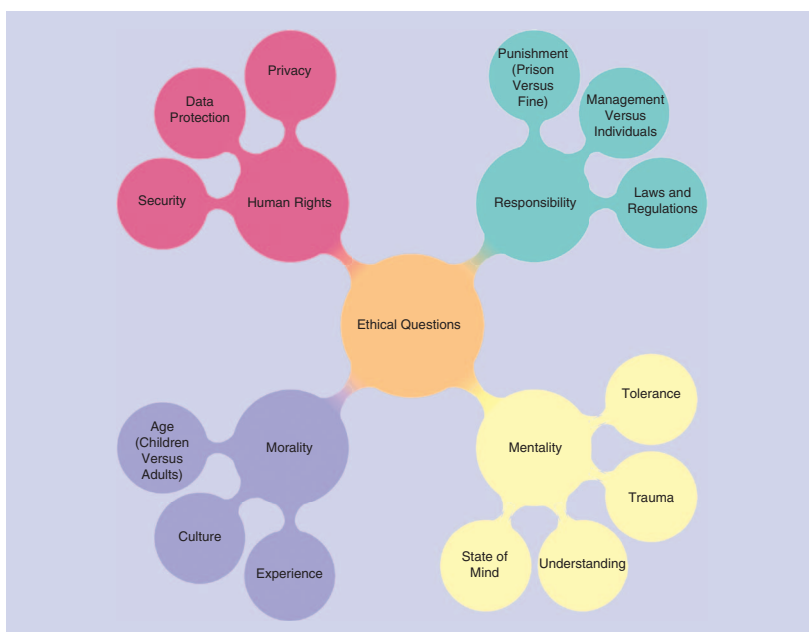 Privacy
Data
Protection
Security
Human Rights
Punishment
(Prison
Versus
Fine)
Management
Versus
Individuals
Laws and
Regulations
Responsibility
Ethical Questions
Age
(Children
Versus
Adults)
Morality
Culture
Experience
Mentality
Tolerance
Trauma
Understanding
State of
Mind